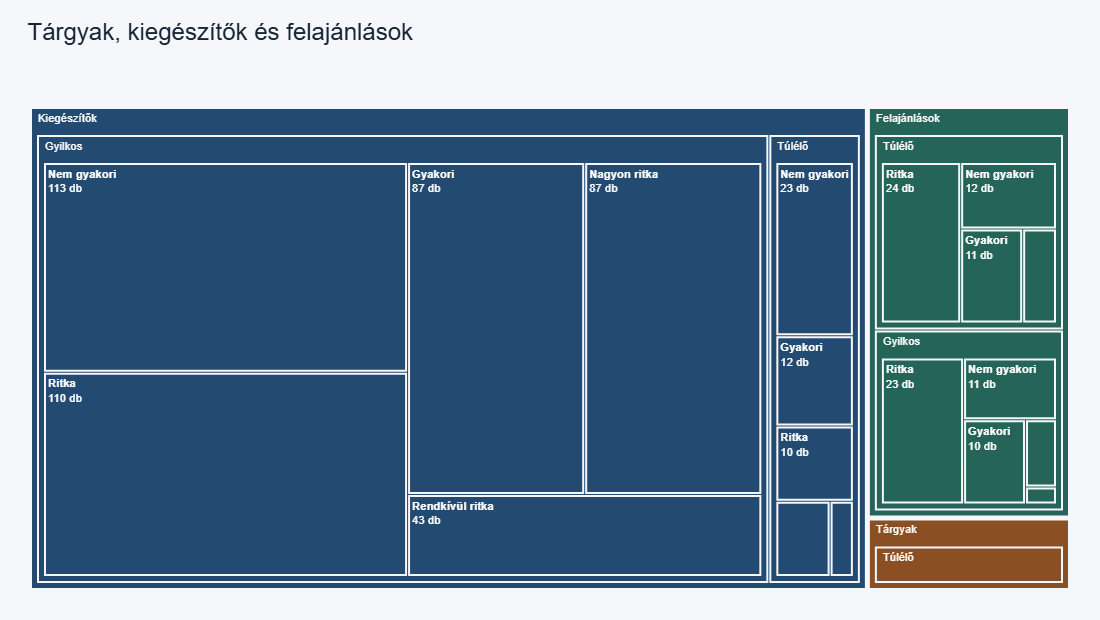 Tárgyak, kiegészítők és felajánlások
Kiegészítők
Gyilkos
Nem gyakori
113 db
Ritka
110 db
Gyakori
87 db
Nagyon ritka
87 db
Rendkívül ritka
43 db
Túlélő
Nem gyakori
23 db
Gyakori
12 db
Ritka
10 db
Felajánlások
Túlélő
Ritka
24 db
Nem gyakori
12 db
Gyakori
11 db
Gyilkos
Ritka
23 db
Nem gyakori
11 db
Gyakori
10 db
Tárgyak
Túlélő